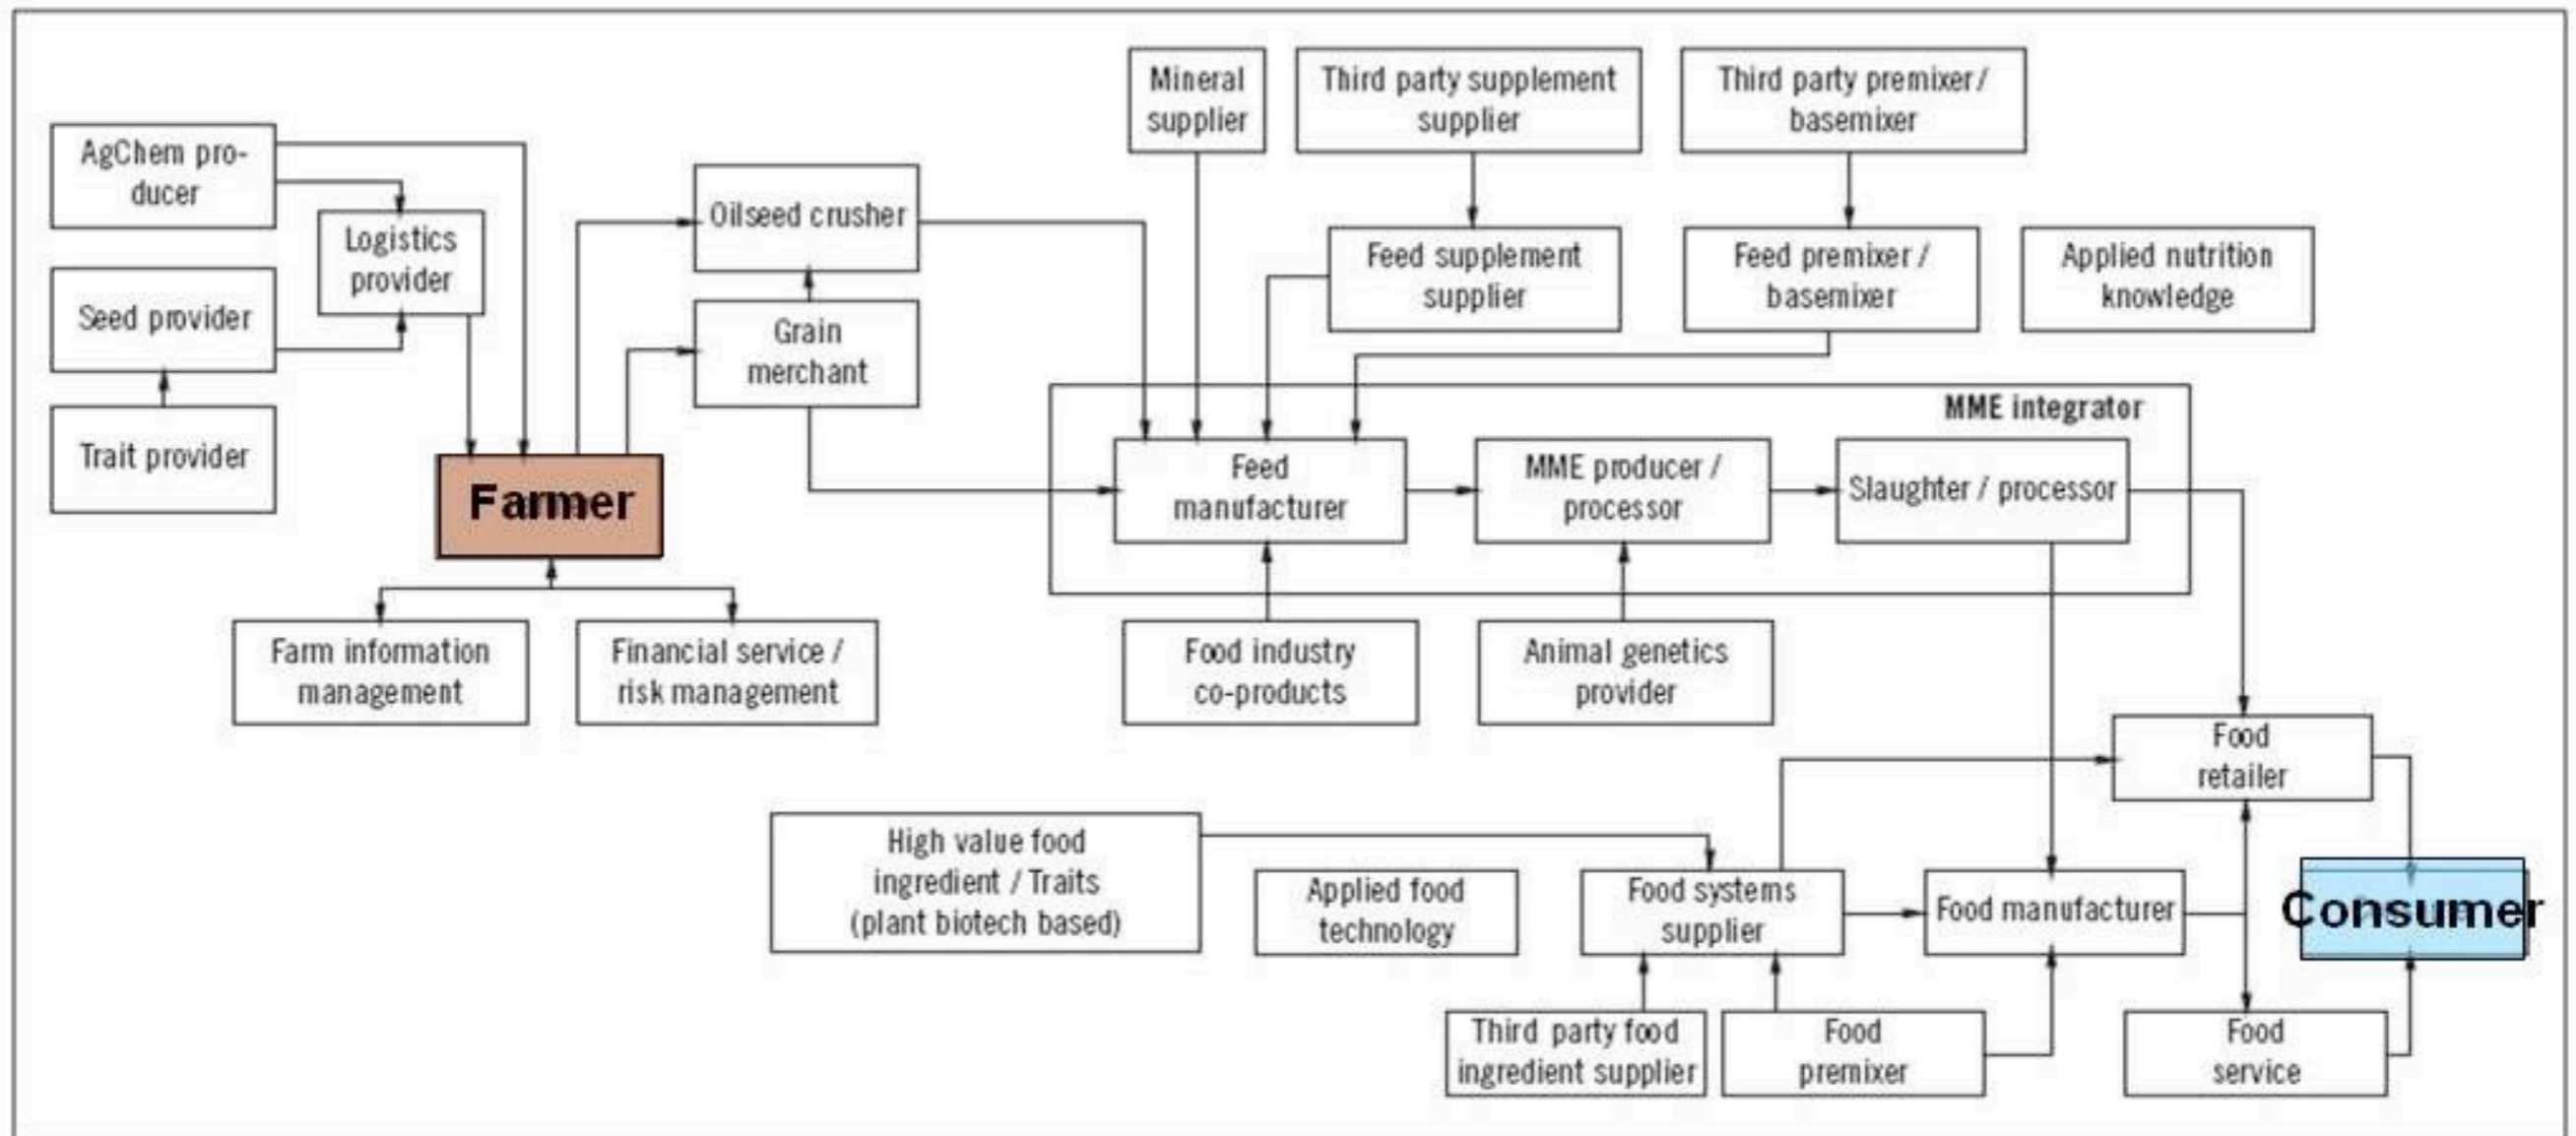 Mineral
supplier
Third party supplement
supplier
Third party premixer /
basemixer
AgChem pro-
ducer
Logistics
provider
Seed provider
Trait provider
Oilseed crusher
Grain
merchant
Feed supplement
supplier
Feed premixer /
basemixer
Applied nutrition
knowledge
MME integrator
Farmer
Feed
manufacturer
MME producer /
processor
Slaughter / processor
Farm information
management
Financial service /
risk management
Food industry
co-products
Animal genetics
provider
Food
retailer
High value food
ingredient / Traits
(plant biotech based)
Applied food
technology
Food systems
supplier
Food manufacturer
Consumer
Third party food
ingredient supplier
Food
premixer
Food
service